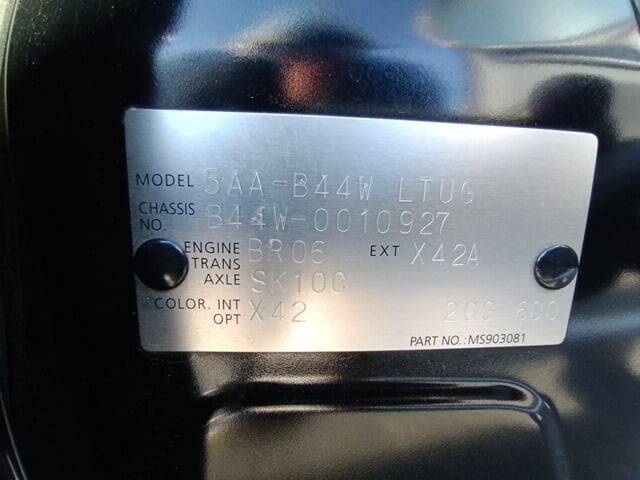 MODEL 5AA-B44W LTUG
CHASSIS NO. B44W-0010927
ENGINE BR06 EXT X42A
TRANS AXLE SK10C
COLOR. INT X42
OPT 2CG 600
PART NO.:MS903081